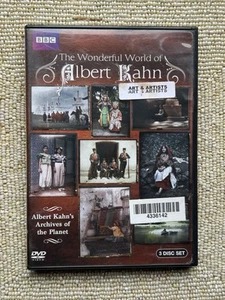 BBC
The Wonderful World of
Albert Kahn
ART & ARTISTS
Albert Kahn's
Archives of
the Planet
4336142
DVD
3 DISC SET